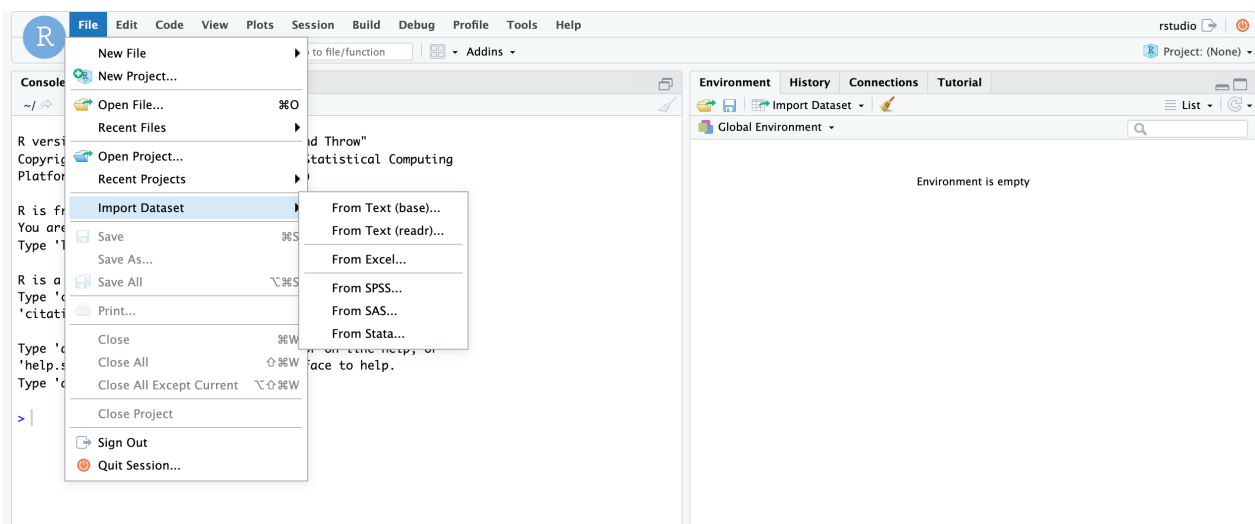 R
File Edit Code View Plots Session Build Debug Profile Tools Help
rstudio
to file/function
Addins
Project: (None)
New File
New Project...
Open File... ⌘O
Recent Files
Open Project...
Recent Projects
Import Dataset
Save ⌘S
Save As...
Save All ⌥⌘S
Print...
Close ⌘W
Close All ⇧⌘W
Close All Except Current ⌥⇧⌘W
Close Project
Sign Out
Quit Session...
From Text (base)...
From Text (readr)...
From Excel...
From SPSS...
From SAS...
From Stata...
Console
~/
R versi
nd Throw"
Copyrig
Statistical Computing
Platfor
)
R is fr
You are
Type 'l
R is a
Type 'c
'citati
Type 'd
or on-line help, or
'help.s
face to help.
Type 'q
>
Environment History Connections Tutorial
Import Dataset
List
Global Environment
Environment is empty